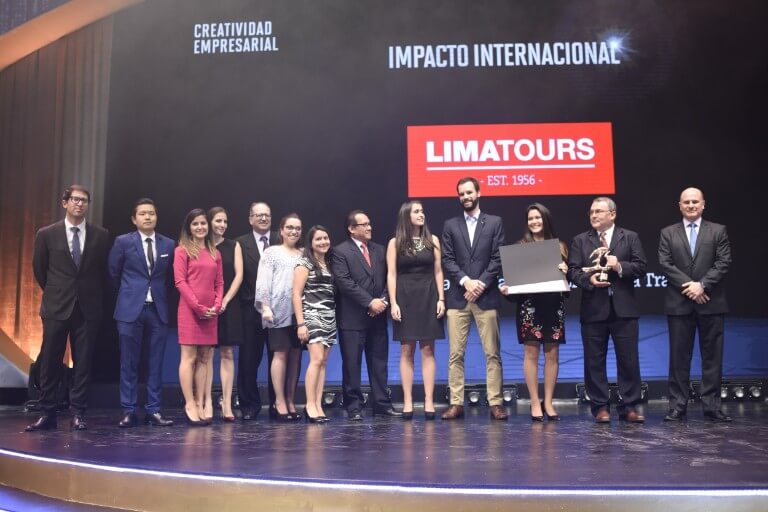 CREATIVIDAD
EMPRESARIAL
IMPACTO INTERNACIONAL
LIMATOURS
- EST. 1956 -